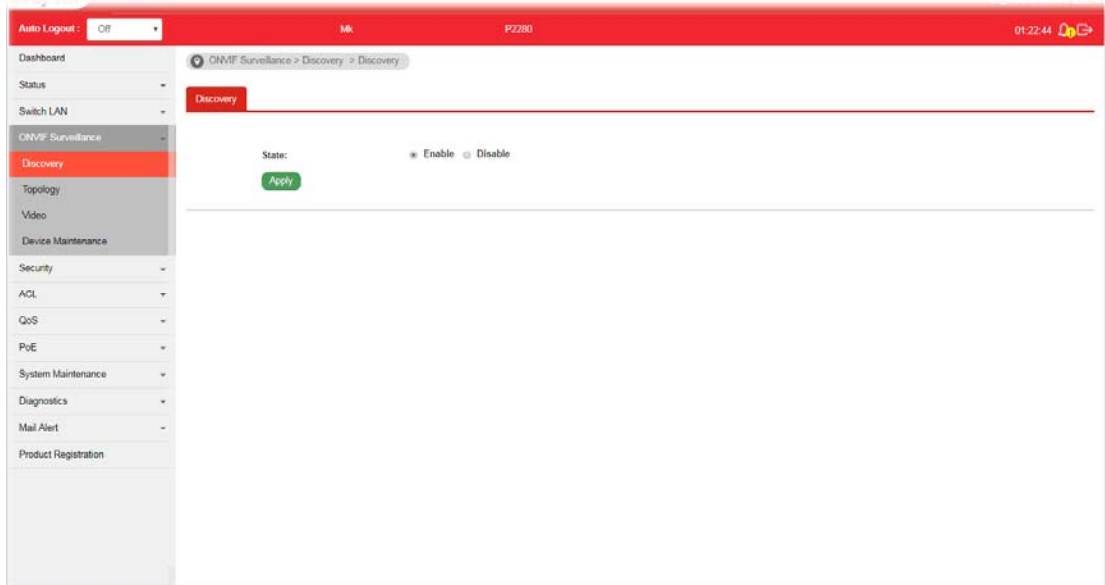 Auto Logout : Off Mk P2280 01:22:44
Dashboard
Status
Switch LAN
ONVIF Surveillance
Discovery
Topology
Video
Device Maintenance
Security
ACL
QoS
PoE
System Maintenance
Diagnostics
Mail Alert
Product Registration
ONVIF Surveillance > Discovery > Discovery
Discovery
State: Enable Disable
Apply